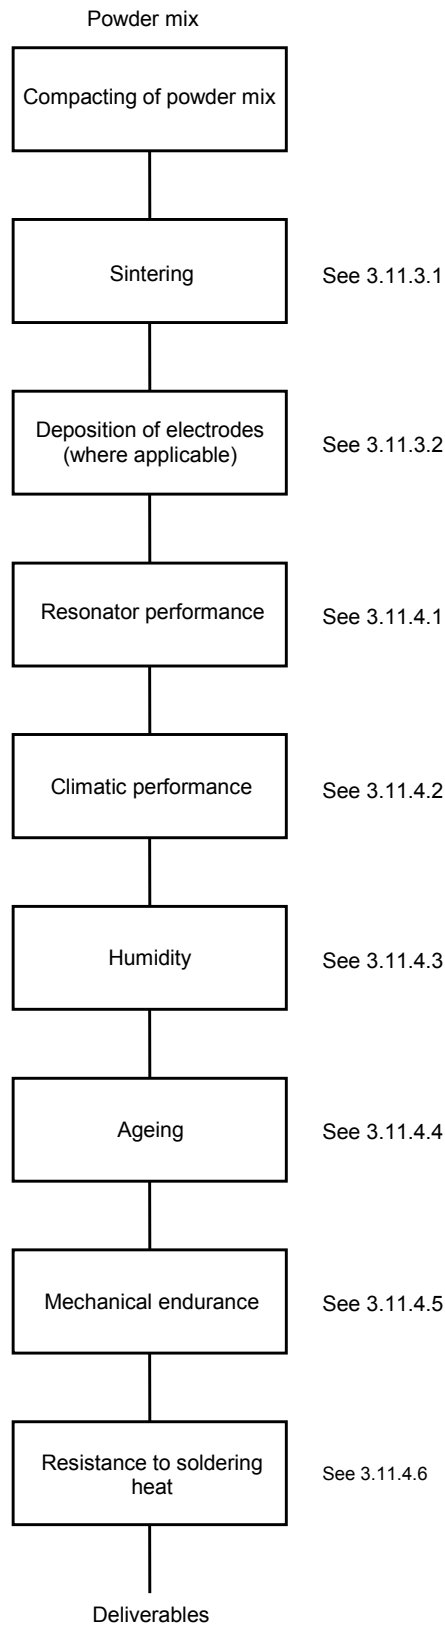 Powder mix
Compacting of powder mix
Sintering
See 3.11.3.1
Deposition of electrodes
(where applicable)
See 3.11.3.2
Resonator performance
See 3.11.4.1
Climatic performance
See 3.11.4.2
Humidity
See 3.11.4.3
Ageing
See 3.11.4.4
Mechanical endurance
See 3.11.4.5
Resistance to soldering
heat
See 3.11.4.6
Deliverables